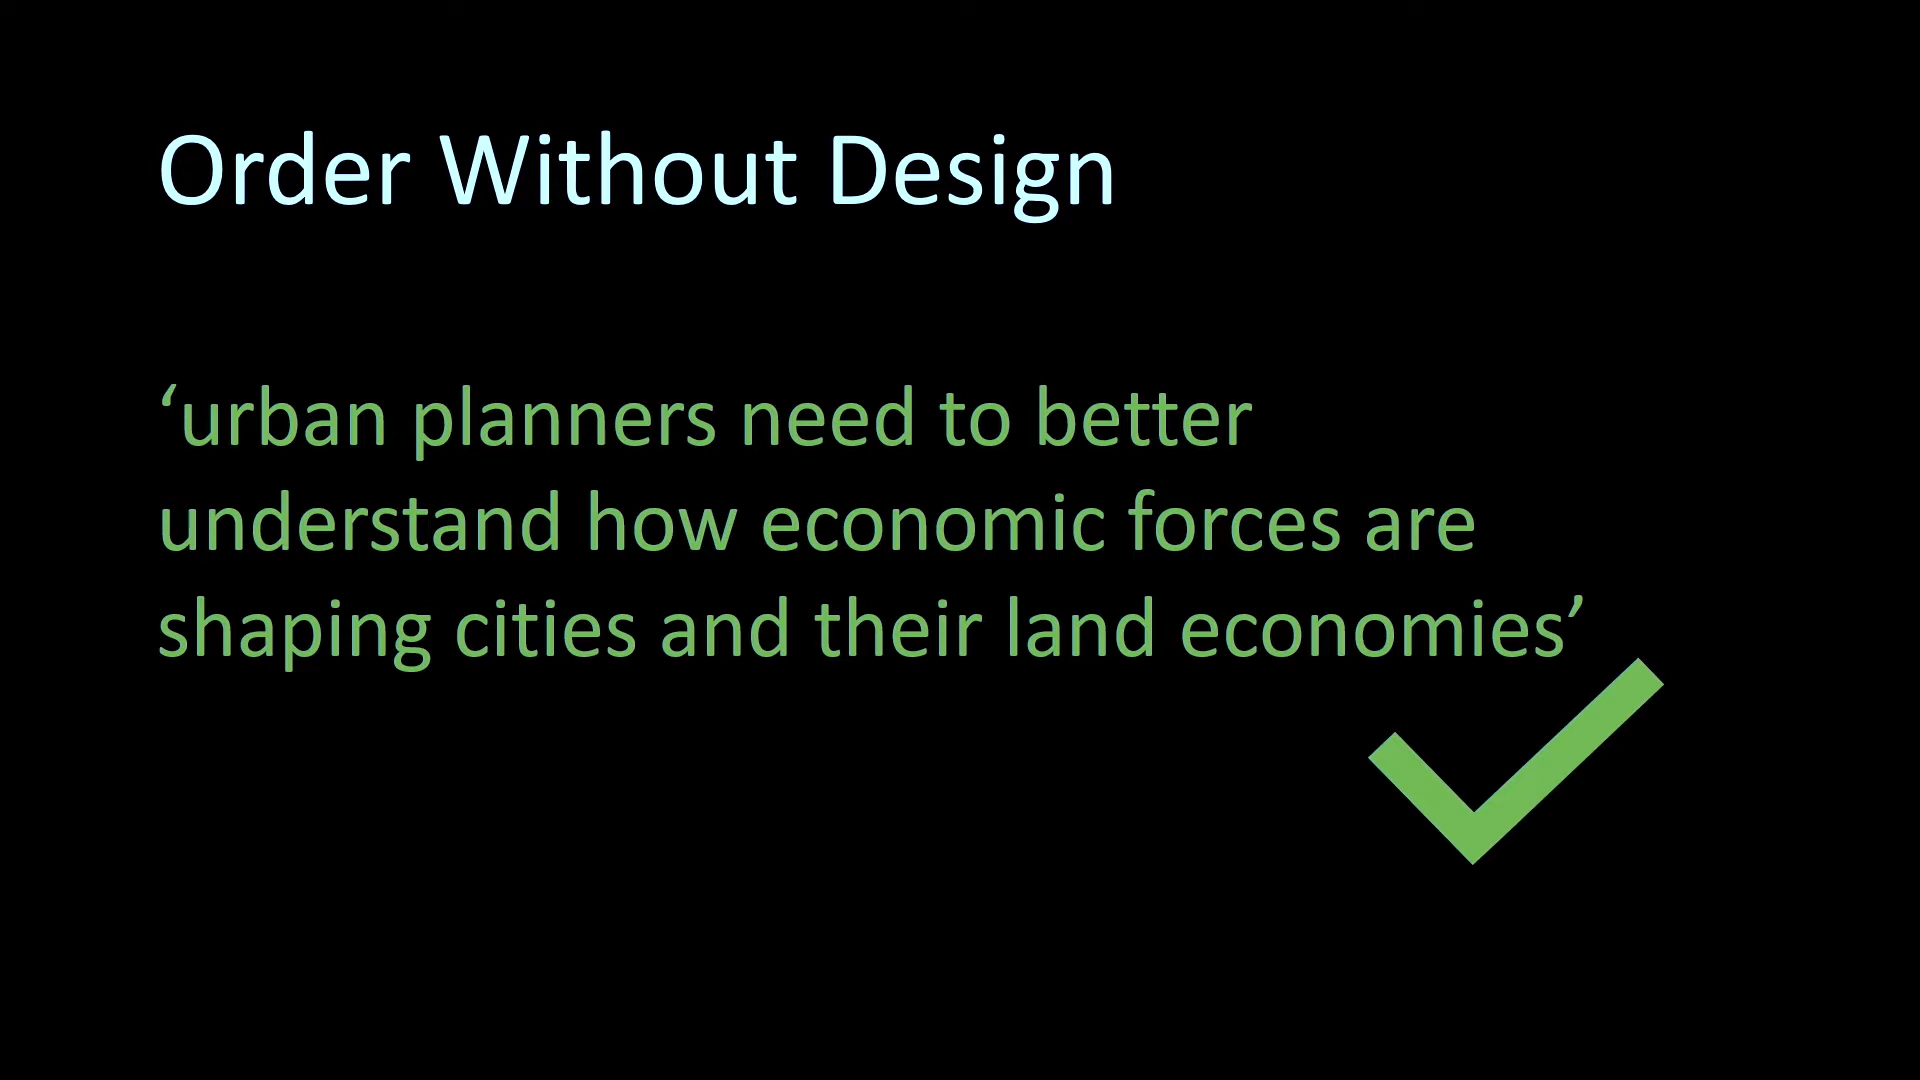 Order Without Design
‘urban planners need to better
understand how economic forces are
shaping cities and their land economies’